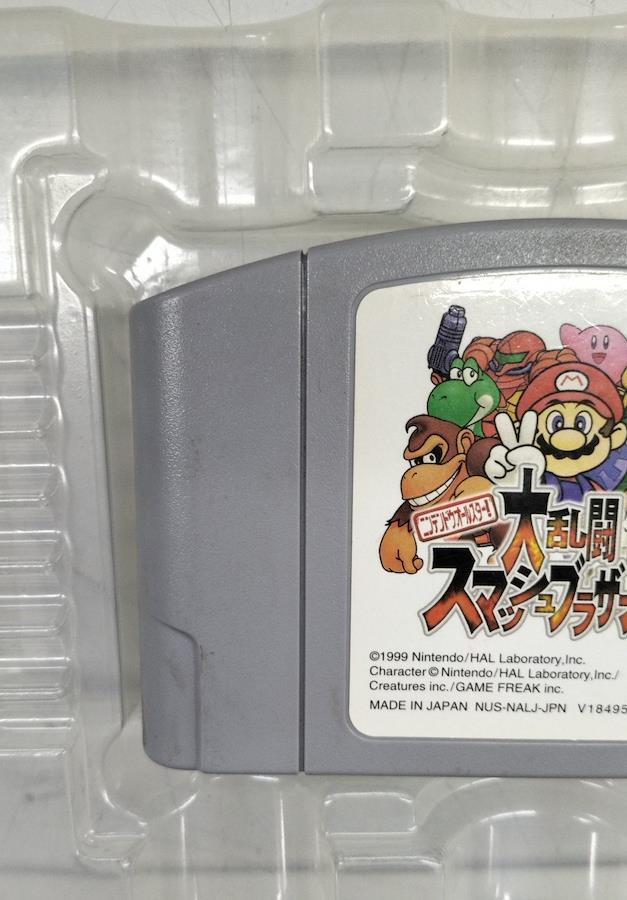 ニンテンドウオールスター!
大乱闘
スマッシュブラザ
©1999 Nintendo/HAL Laboratory,Inc.
Character © Nintendo/HAL Laboratory,Inc./
Creatures inc./GAME FREAK inc.
MADE IN JAPAN NUS-NALJ-JPN V18495
M